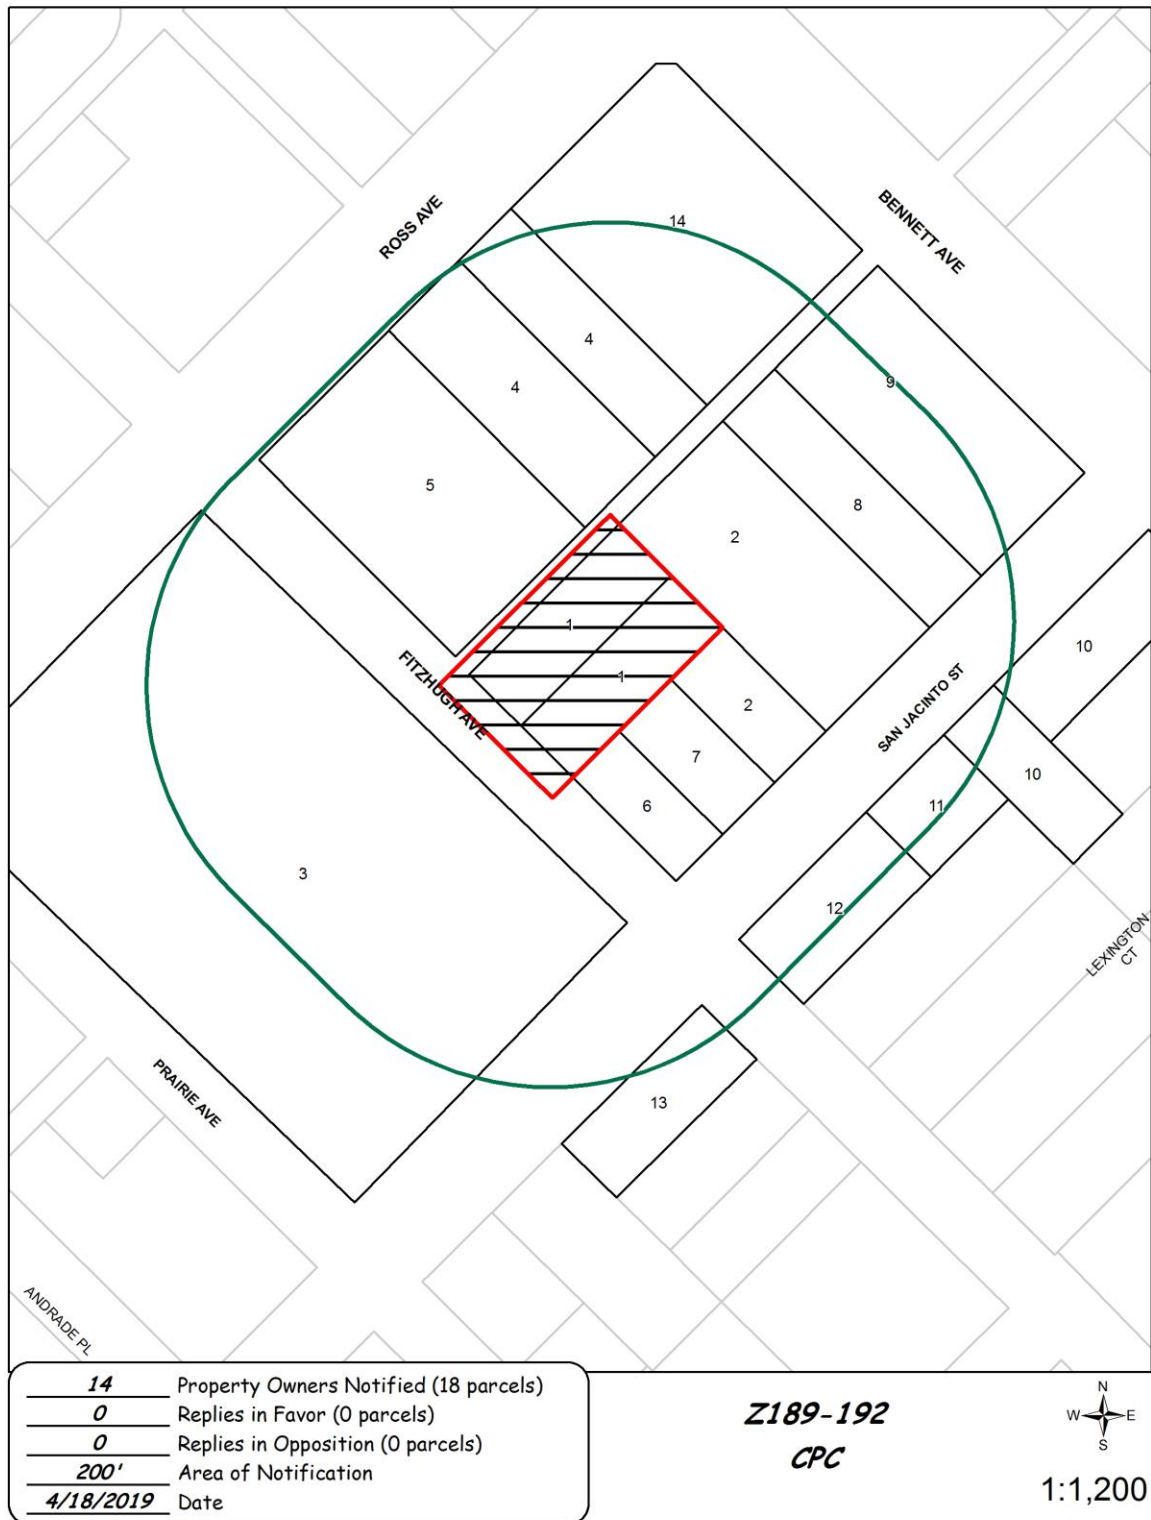 14
ROSS AVE
BENNETT AVE
4
9
4
5
8
2
1
10
FITZHUGH AVE
1
2
SAN JACINTO ST
7
10
6
11
3
12
LEXINGTON
CT
PRAIRIE AVE
13
ANDRADE PL
14 Property Owners Notified (18 parcels)
0 Replies in Favor (0 parcels)
0 Replies in Opposition (0 parcels)
200' Area of Notification
4/18/2019 Date
Z189-192
CPC
N
W E
S
1:1,200